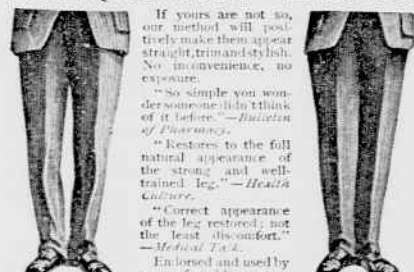 If yours are not so,
our method will posi-
tively make them appear
straight, trim and stylish.
No inconvenience, no
exposure.
"So simple you won-
der someone didn't think
of it before."—Bulletin
of Pharmacy.
"Restores to the full
natural appearance of
the strong and well-
trained leg."—Health
Culture.
"Correct appearance
of the leg restored; not
the least discomfort."
—Medical Talk.
Endorsed and used by